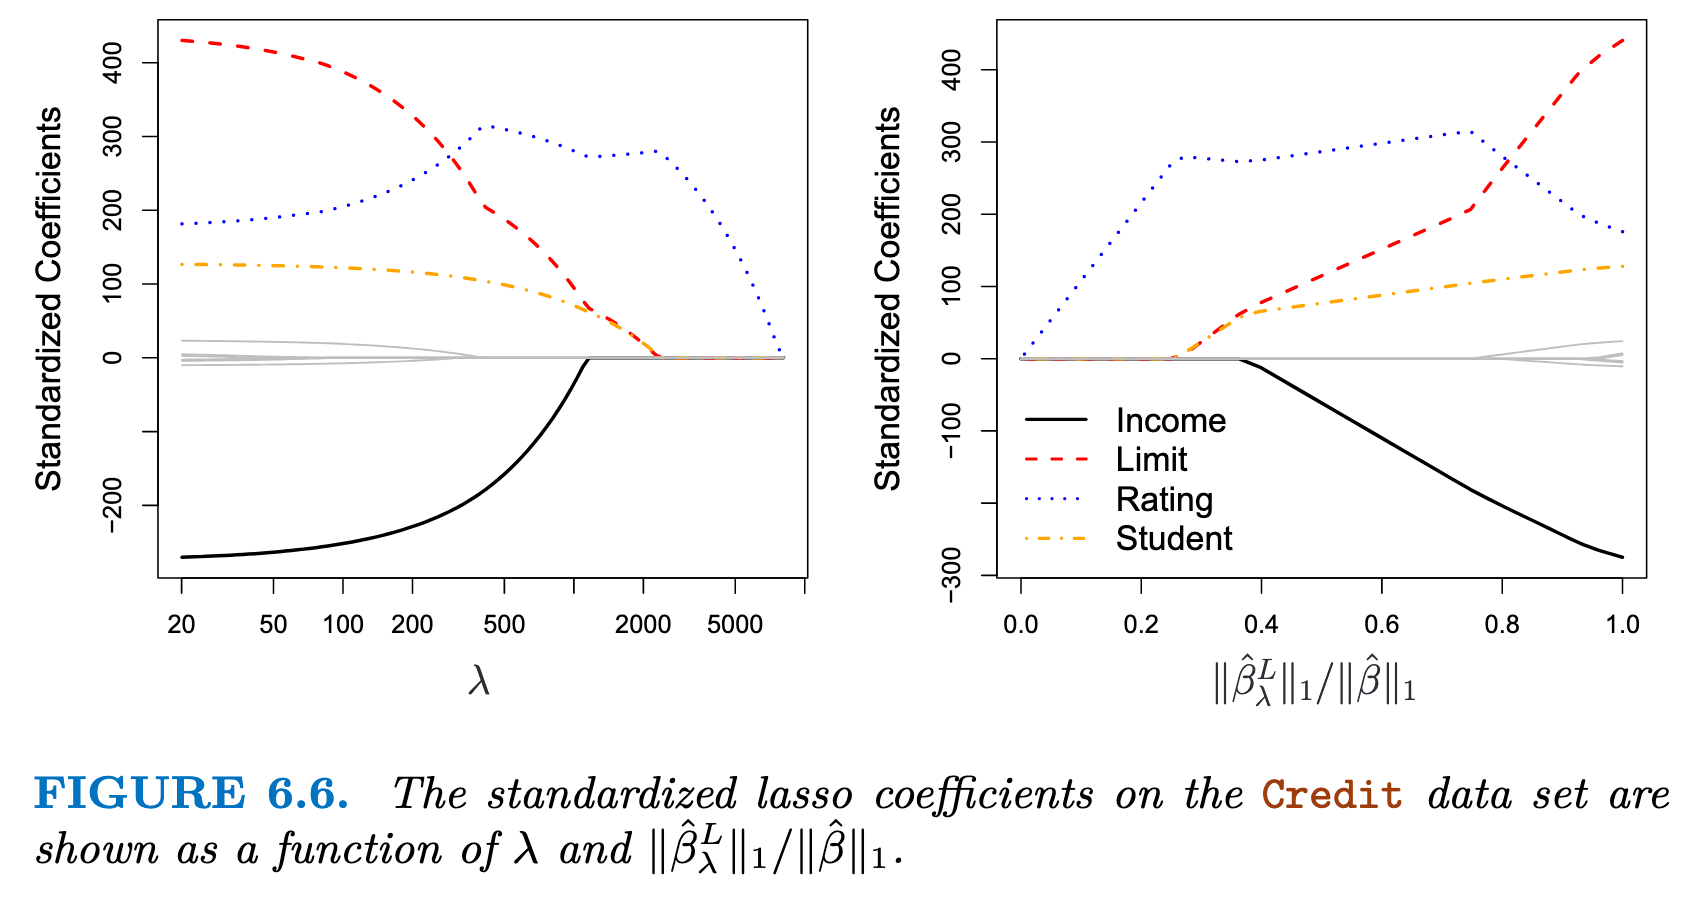 Standardized Coefficients
400
300
200
100
0
−200
20 50 100 200 500 2000 5000
λ
Standardized Coefficients
400
300
200
100
0
−100
−300
Income
Limit
Rating
Student
0.0 0.2 0.4 0.6 0.8 1.0
‖β̂λᴸ‖₁/‖β̂‖₁
FIGURE 6.6. The standardized lasso coefficients on the Credit data set are
shown as a function of λ and ‖β̂λᴸ‖₁/‖β̂‖₁.